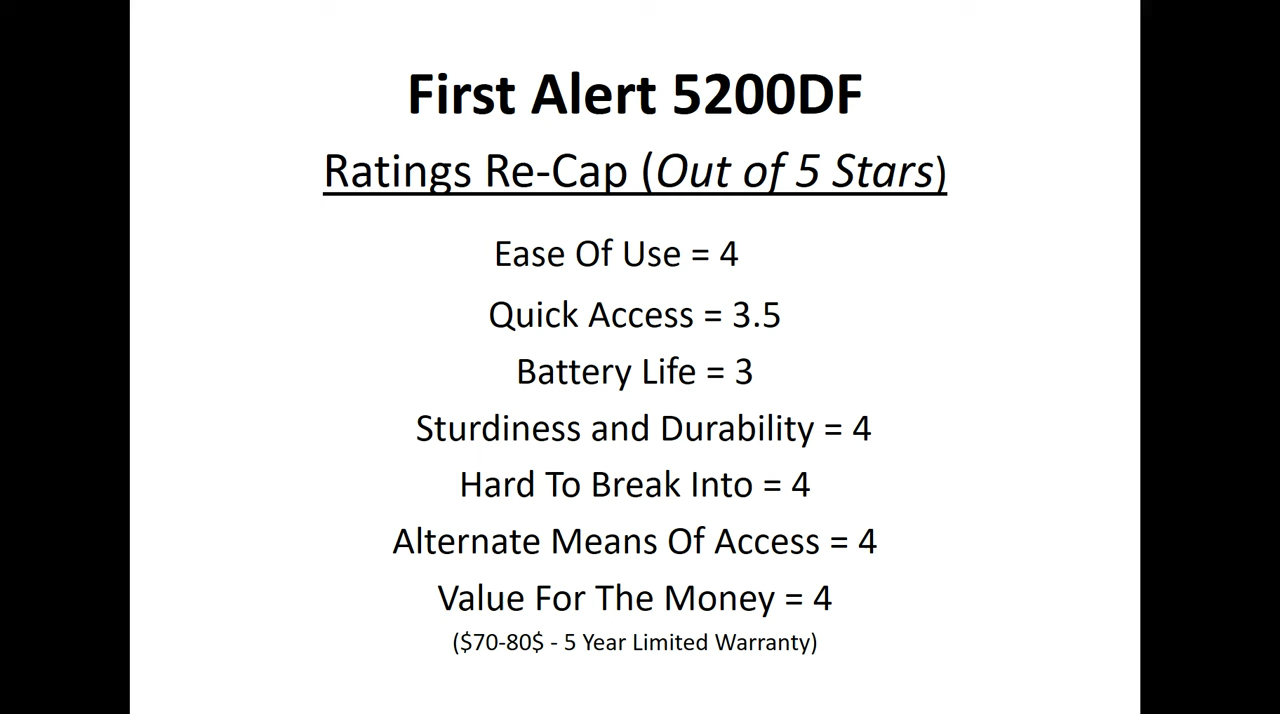 First Alert 5200DF
Ratings Re-Cap (Out of 5 Stars)
Ease Of Use = 4
Quick Access = 3.5
Battery Life = 3
Sturdiness and Durability = 4
Hard To Break Into = 4
Alternate Means Of Access = 4
Value For The Money = 4
($70-80$ - 5 Year Limited Warranty)